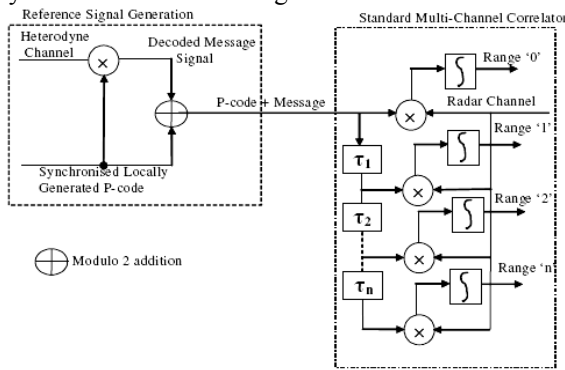 Reference Signal Generation
Heterodyne
Channel
Decoded Message
Signal
×
P-code + Message
Synchronised Locally
Generated P-code
Modulo 2 addition
Standard Multi-Channel Correlator
∫
Range '0'
Radar Channel
×
τ1
∫
Range '1'
×
τ2
∫
Range '2'
×
τn
∫
Range 'n'
×